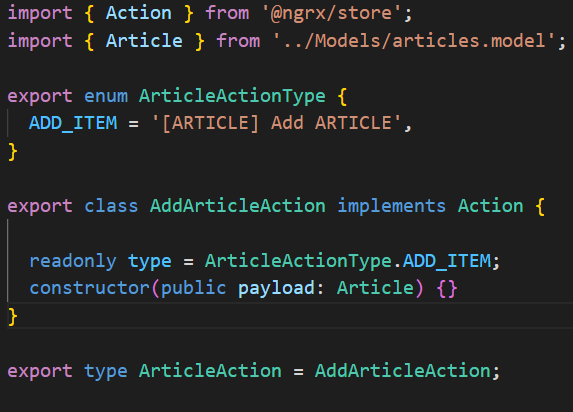 import { Action } from '@ngrx/store';
import { Article } from '../Models/articles.model';
export enum ArticleActionType {
  ADD_ITEM = '[ARTICLE] Add ARTICLE',
}
export class AddArticleAction implements Action {
  readonly type = ArticleActionType.ADD_ITEM;
  constructor(public payload: Article) {}
}
export type ArticleAction = AddArticleAction;